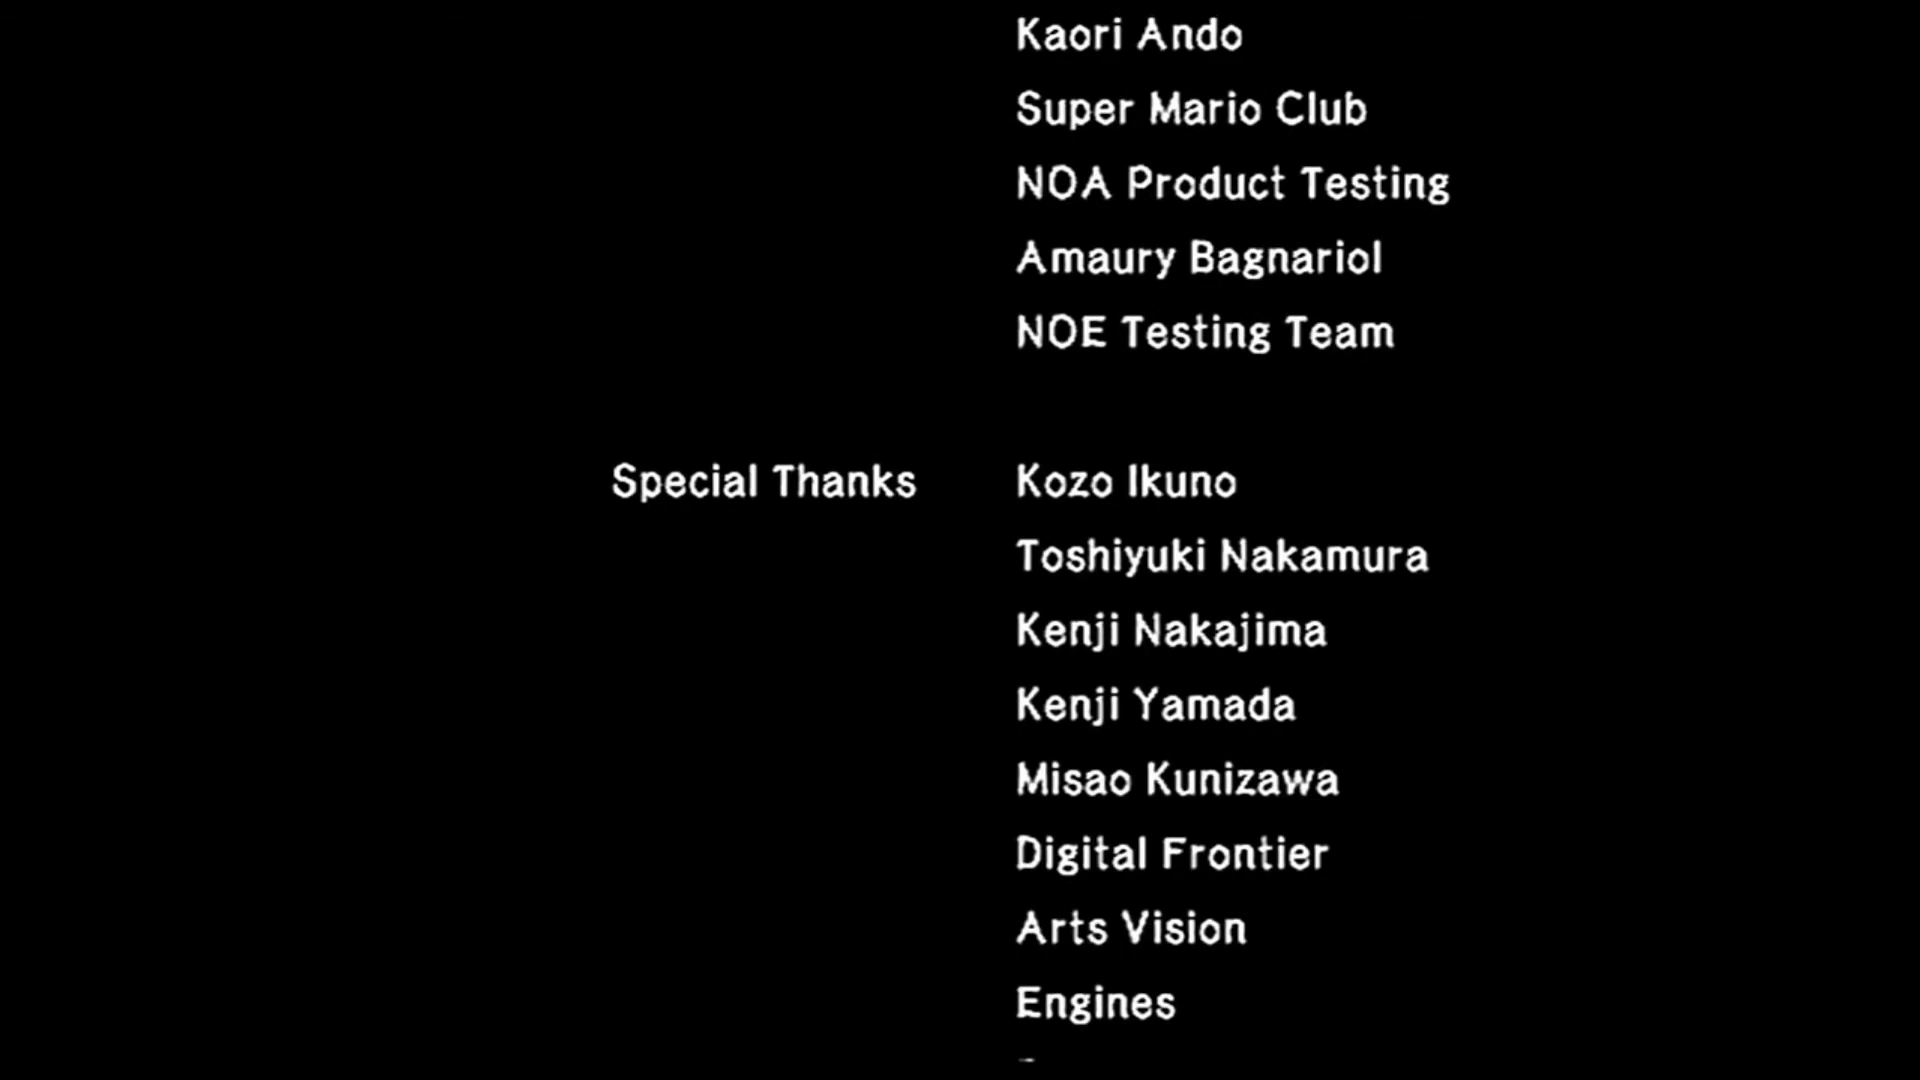 Kaori Ando
Super Mario Club
NOA Product Testing
Amaury Bagnariol
NOE Testing Team
Special Thanks Kozo Ikuno
Toshiyuki Nakamura
Kenji Nakajima
Kenji Yamada
Misao Kunizawa
Digital Frontier
Arts Vision
Engines